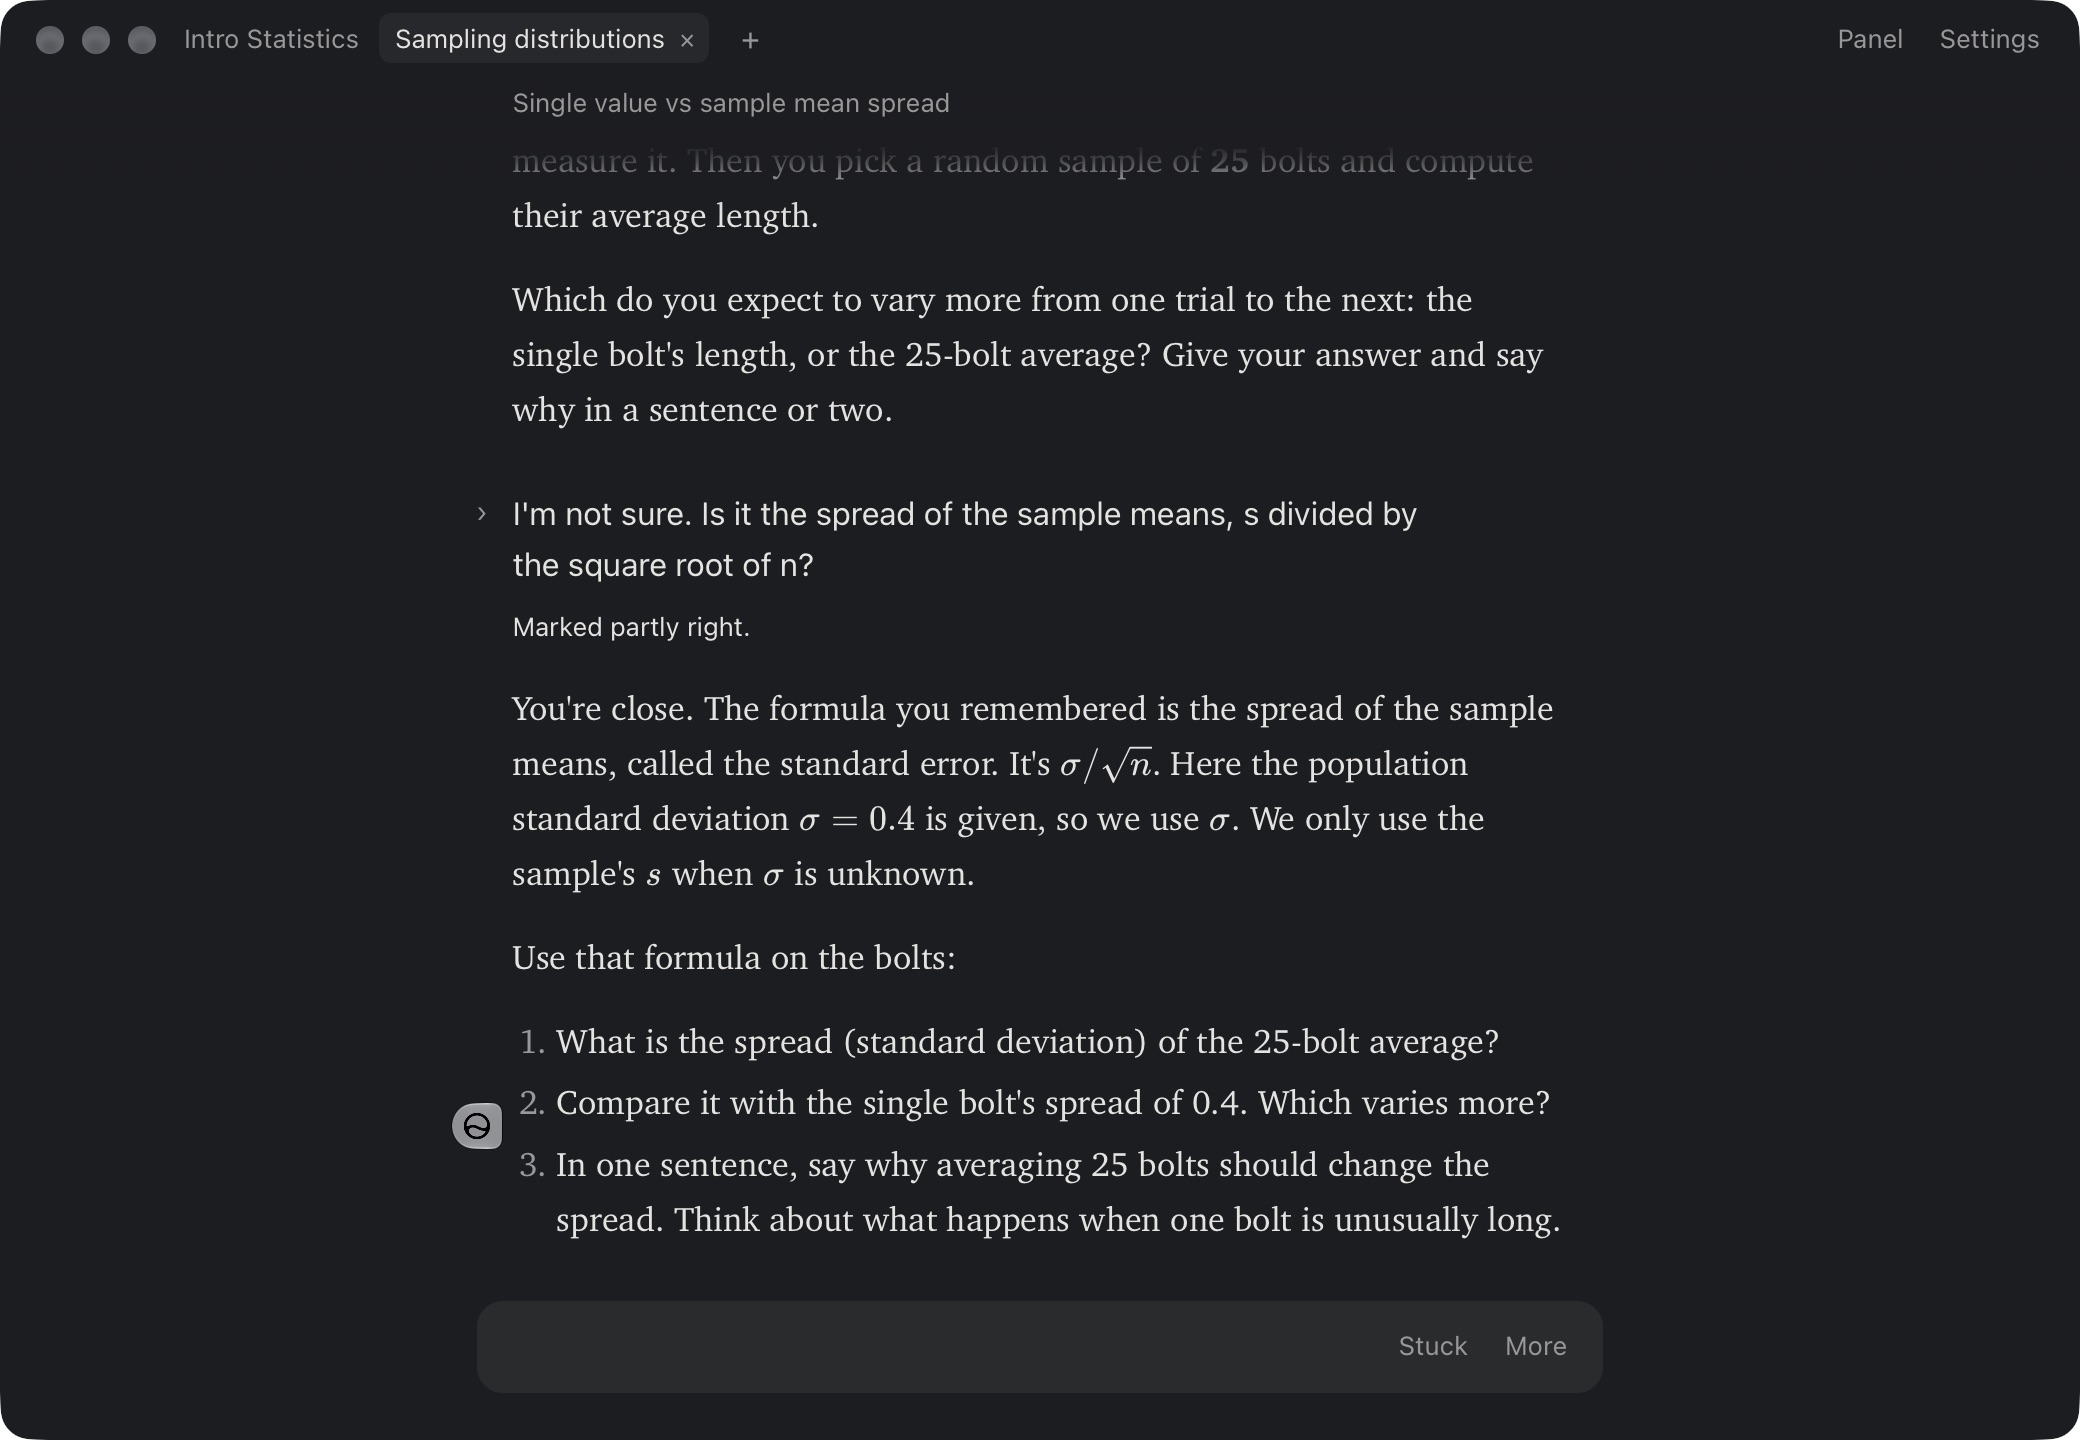 Intro Statistics
Sampling distributions ×
+
Panel
Settings
Single value vs sample mean spread
measure it. Then you pick a random sample of 25 bolts and compute
their average length.
Which do you expect to vary more from one trial to the next: the
single bolt's length, or the 25-bolt average? Give your answer and say
why in a sentence or two.
› I'm not sure. Is it the spread of the sample means, s divided by
the square root of n?
Marked partly right.
You're close. The formula you remembered is the spread of the sample
means, called the standard error. It's σ/√n. Here the population
standard deviation σ = 0.4 is given, so we use σ. We only use the
sample's s when σ is unknown.
Use that formula on the bolts:
1. What is the spread (standard deviation) of the 25-bolt average?
2. Compare it with the single bolt's spread of 0.4. Which varies more?
3. In one sentence, say why averaging 25 bolts should change the
spread. Think about what happens when one bolt is unusually long.
Stuck
More